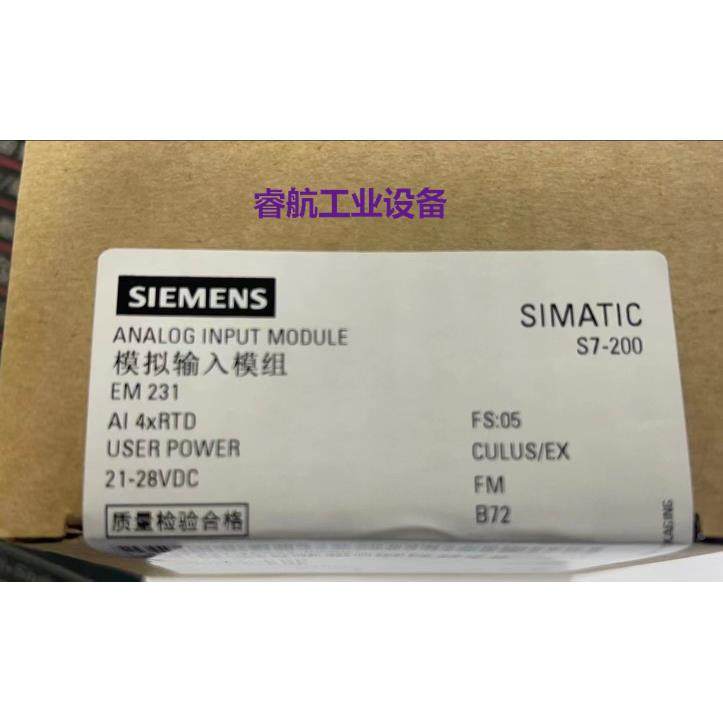 睿航工业设备
SIEMENS
SIMATIC
S7-200
ANALOG INPUT MODULE
模拟输入模组
EM 231
AI 4xRTD
USER POWER
21-28VDC
FS:05
CULUS/EX
FM
B72
质量检验合格
KAGING